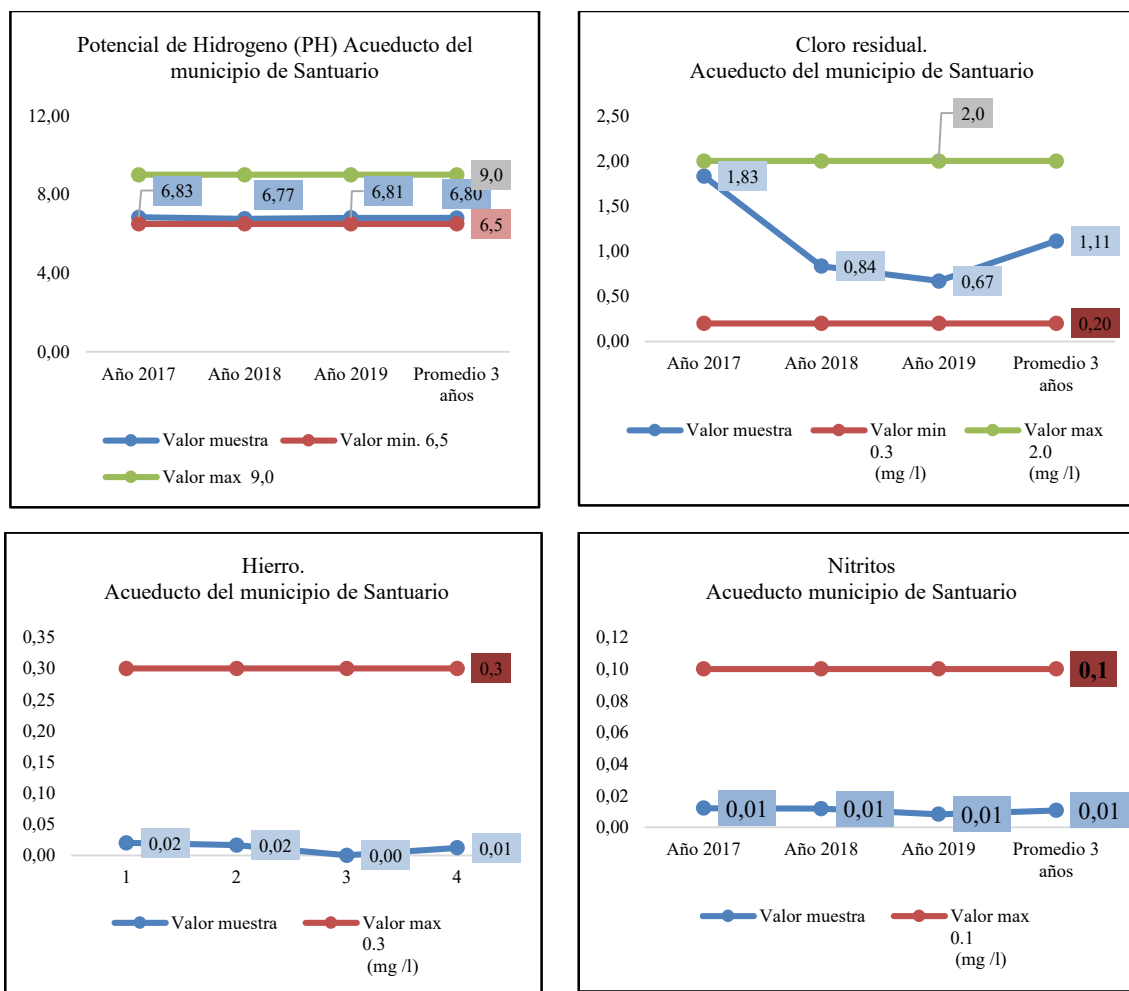 Potencial de Hidrogeno (PH) Acueducto del
municipio de Santuario
12,00
8,00
4,00
0,00
9,0
6,83
6,77
6,81
6,80
6,5
Año 2017
Año 2018
Año 2019
Promedio 3
años
Valor muestra
Valor min. 6,5
Valor max 9,0
Cloro residual.
Acueducto del municipio de Santuario
2,50
2,00
1,50
1,00
0,50
0,00
2,0
1,83
0,84
0,67
1,11
0,20
Año 2017
Año 2018
Año 2019
Promedio 3
años
Valor muestra
Valor min
0.3
(mg /l)
Valor max
2.0
(mg /l)
Hierro.
Acueducto del municipio de Santuario
0,35
0,30
0,25
0,20
0,15
0,10
0,05
0,00
0,3
0,02
0,02
0,00
0,01
1
2
3
4
Valor muestra
Valor max
0.3
(mg /l)
Nitritos
Acueducto municipio de Santuario
0,12
0,10
0,08
0,06
0,04
0,02
0,00
0,1
0,01
0,01
0,01
0,01
Año 2017
Año 2018
Año 2019
Promedio 3
años
Valor muestra
Valor max
0.1
(mg /l)